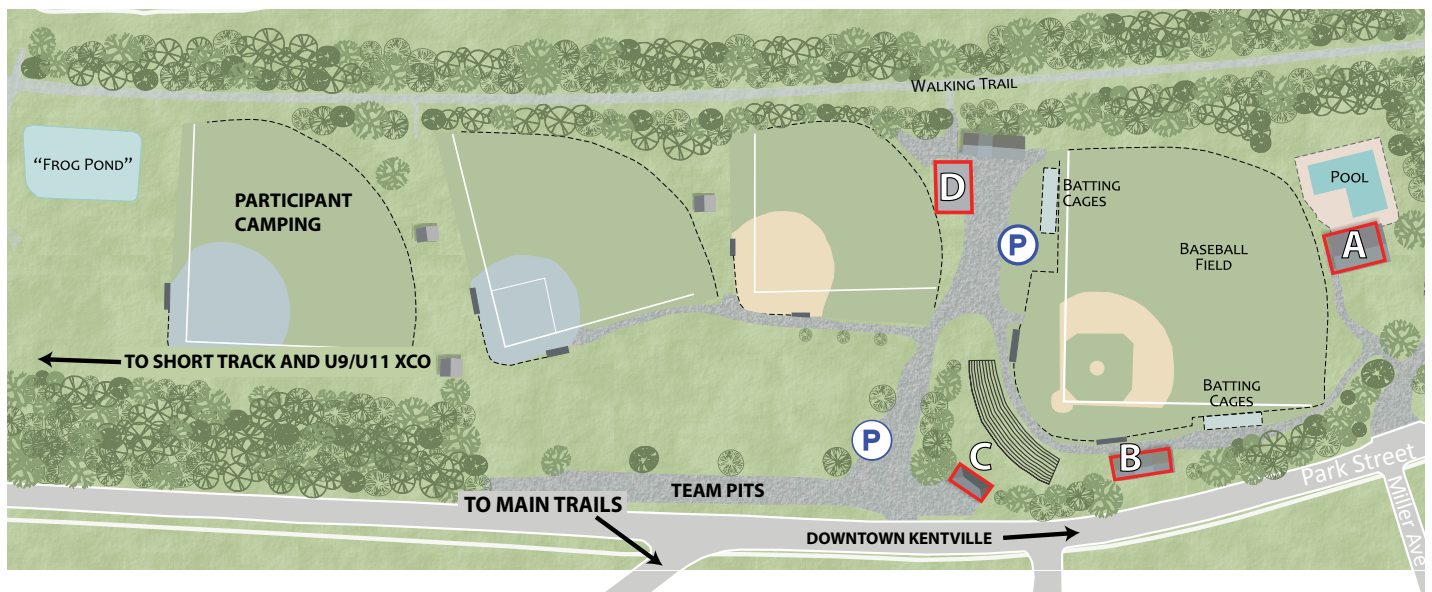 WALKING TRAIL
"FROG POND"
PARTICIPANT
CAMPING
D
BATTING
CAGES
POOL
P
BASEBALL
FIELD
A
TO SHORT TRACK AND U9/U11 XCO
BATTING
CAGES
P
C
B
Park Street
Miller Ave
TEAM PITS
TO MAIN TRAILS
DOWNTOWN KENTVILLE